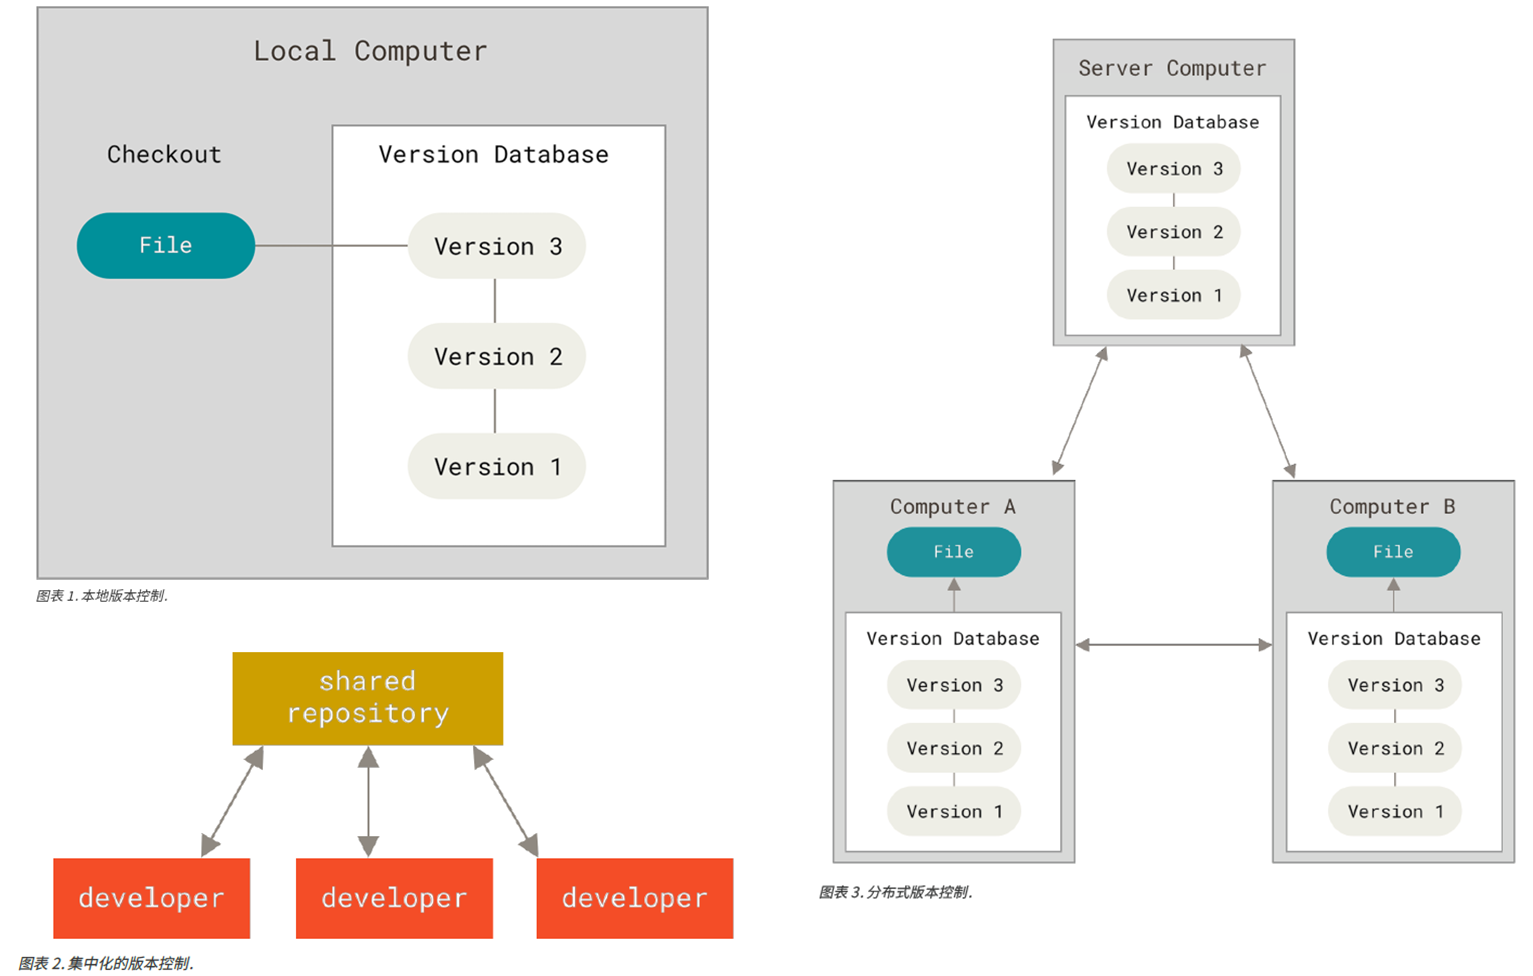 Local Computer
Checkout
Version Database
File
Version 3
Version 2
Version 1
图表 1. 本地版本控制.
shared
repository
developer
developer
developer
图表 2. 集中化的版本控制.
Server Computer
Version Database
Version 3
Version 2
Version 1
Computer A
File
Version Database
Version 3
Version 2
Version 1
Computer B
File
Version Database
Version 3
Version 2
Version 1
图表 3. 分布式版本控制.